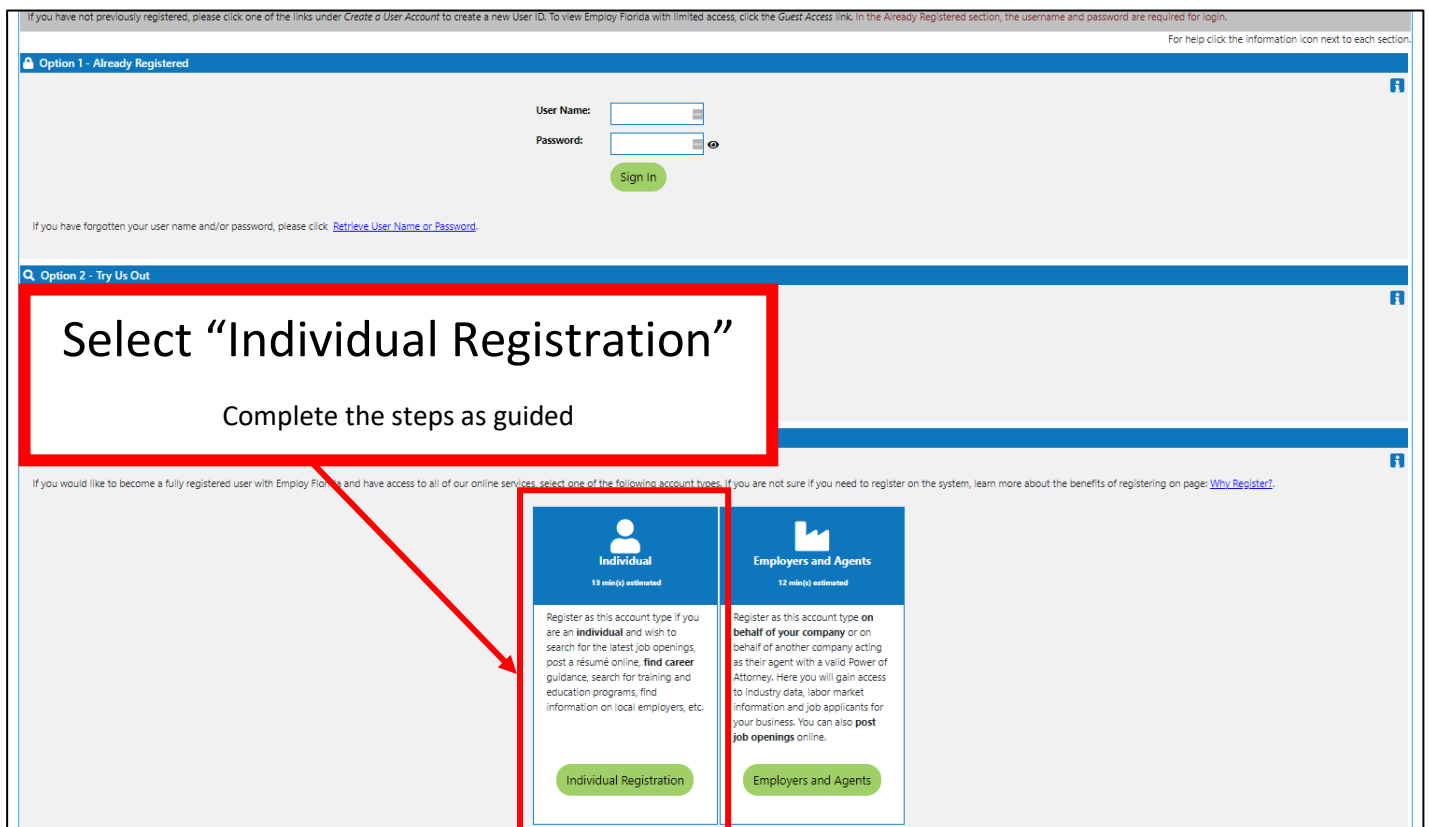 If you have not previously registered, please click one of the links under Create a User Account to create a new User ID. To view Employ Florida with limited access, click the Guest Access link. In the Already Registered section, the username and password are required for login.
For help click the information icon next to each section.
Option 1 - Already Registered
User Name:
Password:
Sign In
If you have forgotten your user name and/or password, please click Retrieve User Name or Password.
Option 2 - Try Us Out
Select “Individual Registration”
Complete the steps as guided
If you would like to become a fully registered user with Employ Florida and have access to all of our online services, select one of the following account types. If you are not sure if you need to register on the system, learn more about the benefits of registering on page: Why Register?.
Individual
13 min(s) estimated
Register as this account type if you
are an individual and wish to
search for the latest job openings,
post a résumé online, find career
guidance, search for training and
education programs, find
information on local employers, etc.
Individual Registration
Employers and Agents
12 min(s) estimated
Register as this account type on
behalf of your company or on
behalf of another company acting
as their agent with a valid Power of
Attorney. Here you will gain access
to industry data, labor market
information and job applicants for
your business. You can also post
job openings online.
Employers and Agents